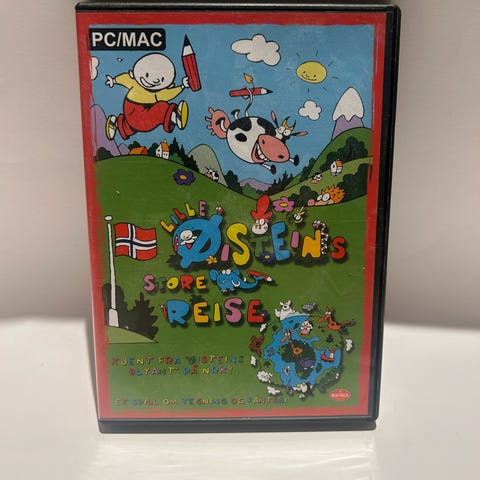 PC/MAC
LILLE
ØISTEINS
STORE
REISE
KJENT FRA "ØISTEINS
BLYANT" PÅ NRK!
ET SPILL OM TEGNING OG FANTASI